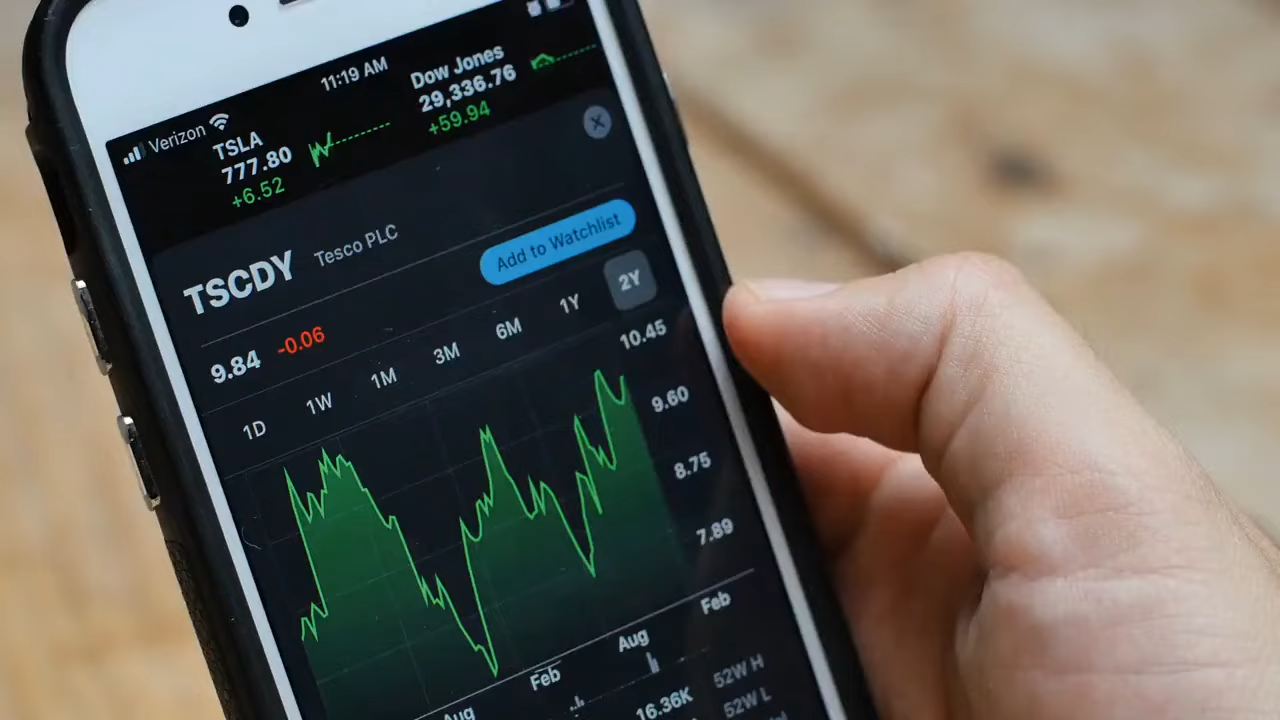 11:19 AM
Verizon
TSLA
777.80
+6.52
Dow Jones
29,336.76
+59.94
TSCDY Tesco PLC
Add to Watchlist
9.84 -0.06
1D 1W 1M 3M 6M 1Y 2Y
10.45
9.60
8.75
7.89
Aug Feb Aug Feb
16.36K
52W H
52W L